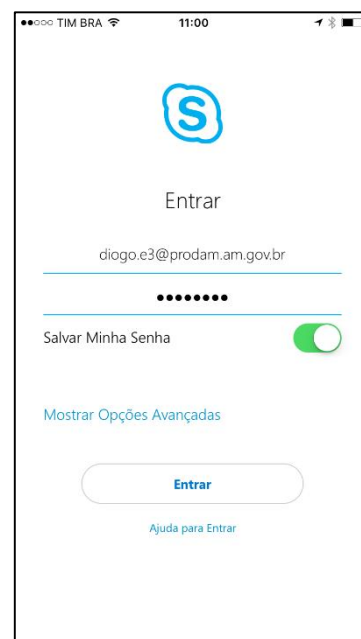 TIM BRA 11:00
S
Entrar
diogo.e3@prodam.am.gov.br
••••••••
Salvar Minha Senha
Mostrar Opções Avançadas
Entrar
Ajuda para Entrar